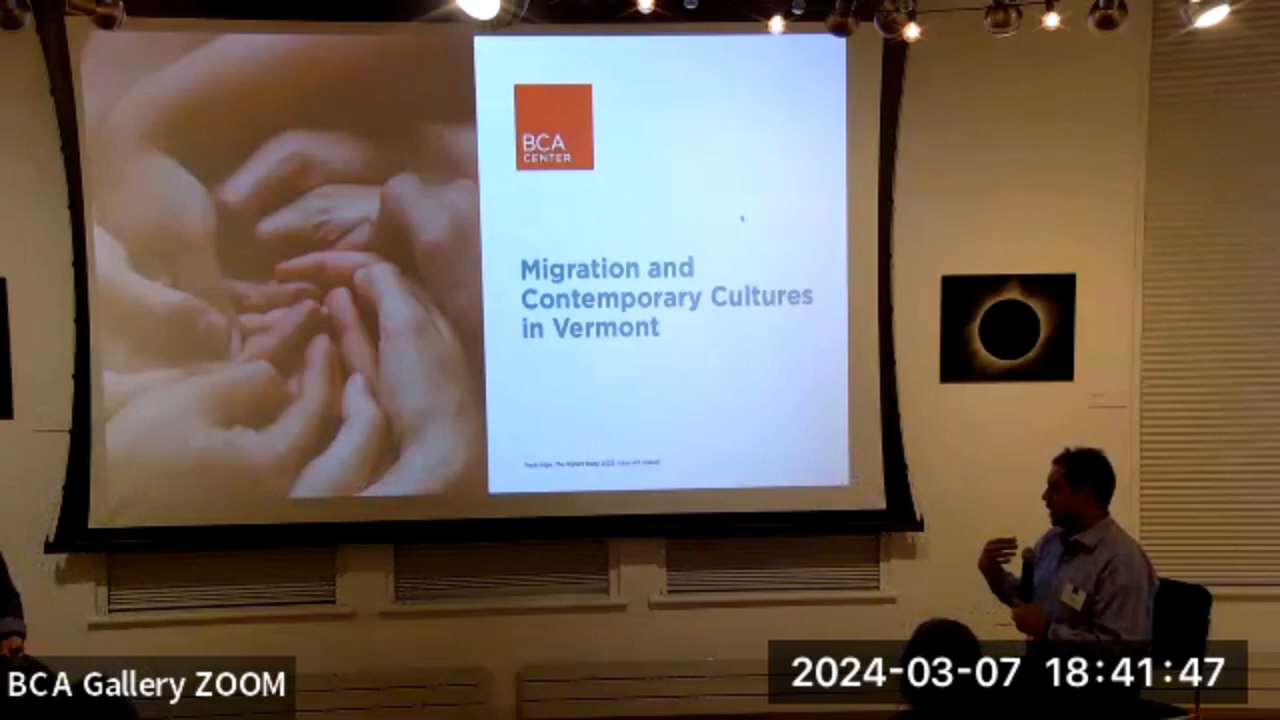 BCA
CENTER
Migration and
Contemporary Cultures
in Vermont
BCA Gallery ZOOM
2024-03-07 18:41:47